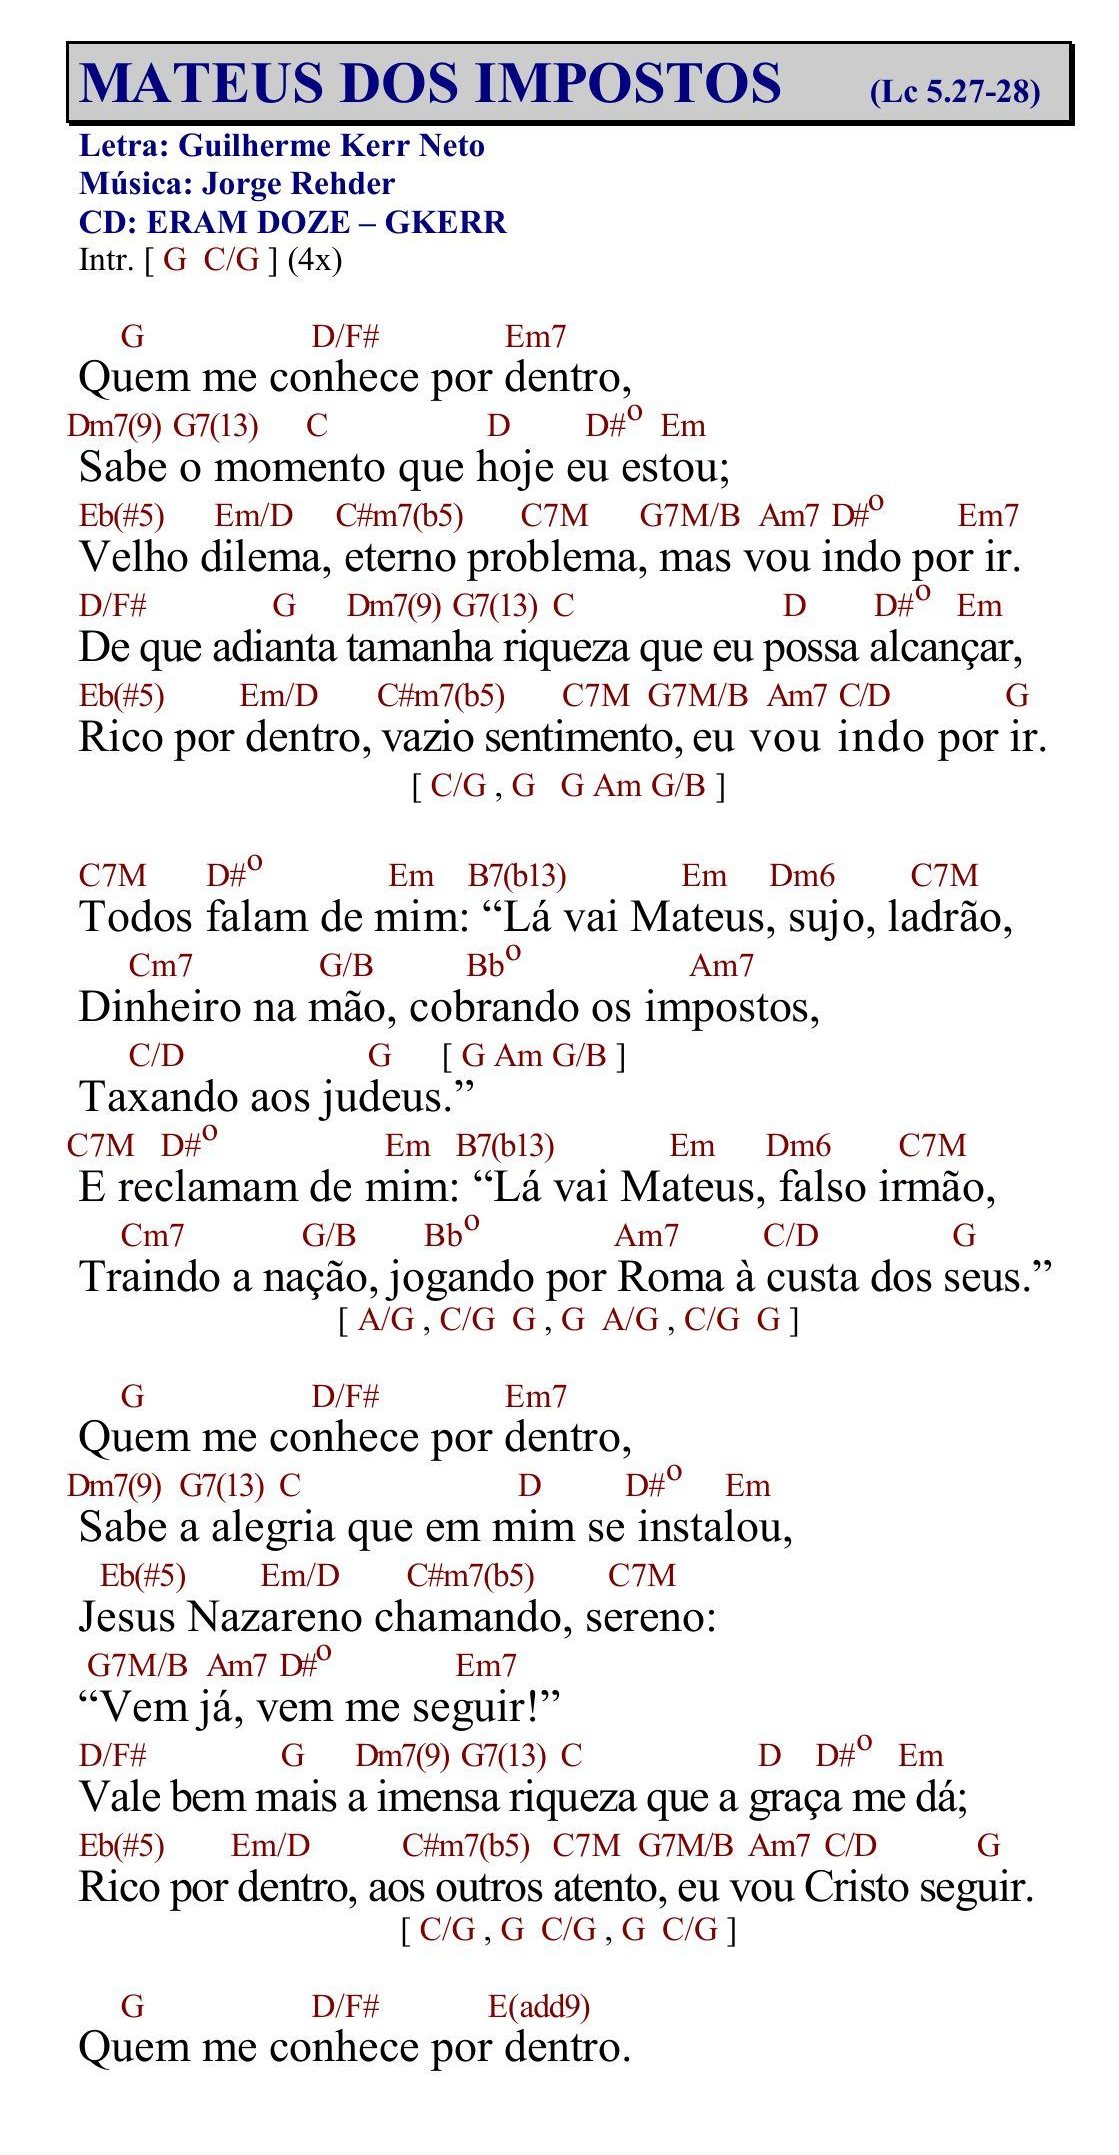 MATEUS DOS IMPOSTOS (Lc 5.27-28)
Letra: Guilherme Kerr Neto
Música: Jorge Rehder
CD: ERAM DOZE – GKERR
Intr. [ G C/G ] (4x)
G D/F# Em7
Quem me conhece por dentro,
Dm7(9) G7(13) C D D#º Em
Sabe o momento que hoje eu estou;
Eb(#5) Em/D C#m7(b5) C7M G7M/B Am7 D#º Em7
Velho dilema, eterno problema, mas vou indo por ir.
D/F# G Dm7(9) G7(13) C D D#º Em
De que adianta tamanha riqueza que eu possa alcançar,
Eb(#5) Em/D C#m7(b5) C7M G7M/B Am7 C/D G
Rico por dentro, vazio sentimento, eu vou indo por ir.
[ C/G , G G Am G/B ]
C7M D#º Em B7(b13) Em Dm6 C7M
Todos falam de mim: “Lá vai Mateus, sujo, ladrão,
Cm7 G/B Bbº Am7
Dinheiro na mão, cobrando os impostos,
C/D G [ G Am G/B ]
Taxando aos judeus.”
C7M D#º Em B7(b13) Em Dm6 C7M
E reclamam de mim: “Lá vai Mateus, falso irmão,
Cm7 G/B Bbº Am7 C/D G
Traindo a nação, jogando por Roma à custa dos seus.”
[ A/G , C/G G , G A/G , C/G G ]
G D/F# Em7
Quem me conhece por dentro,
Dm7(9) G7(13) C D D#º Em
Sabe a alegria que em mim se instalou,
Eb(#5) Em/D C#m7(b5) C7M
Jesus Nazareno chamando, sereno:
G7M/B Am7 D#º Em7
“Vem já, vem me seguir!”
D/F# G Dm7(9) G7(13) C D D#º Em
Vale bem mais a imensa riqueza que a graça me dá;
Eb(#5) Em/D C#m7(b5) C7M G7M/B Am7 C/D G
Rico por dentro, aos outros atento, eu vou Cristo seguir.
[ C/G , G C/G , G C/G ]
G D/F# E(add9)
Quem me conhece por dentro.